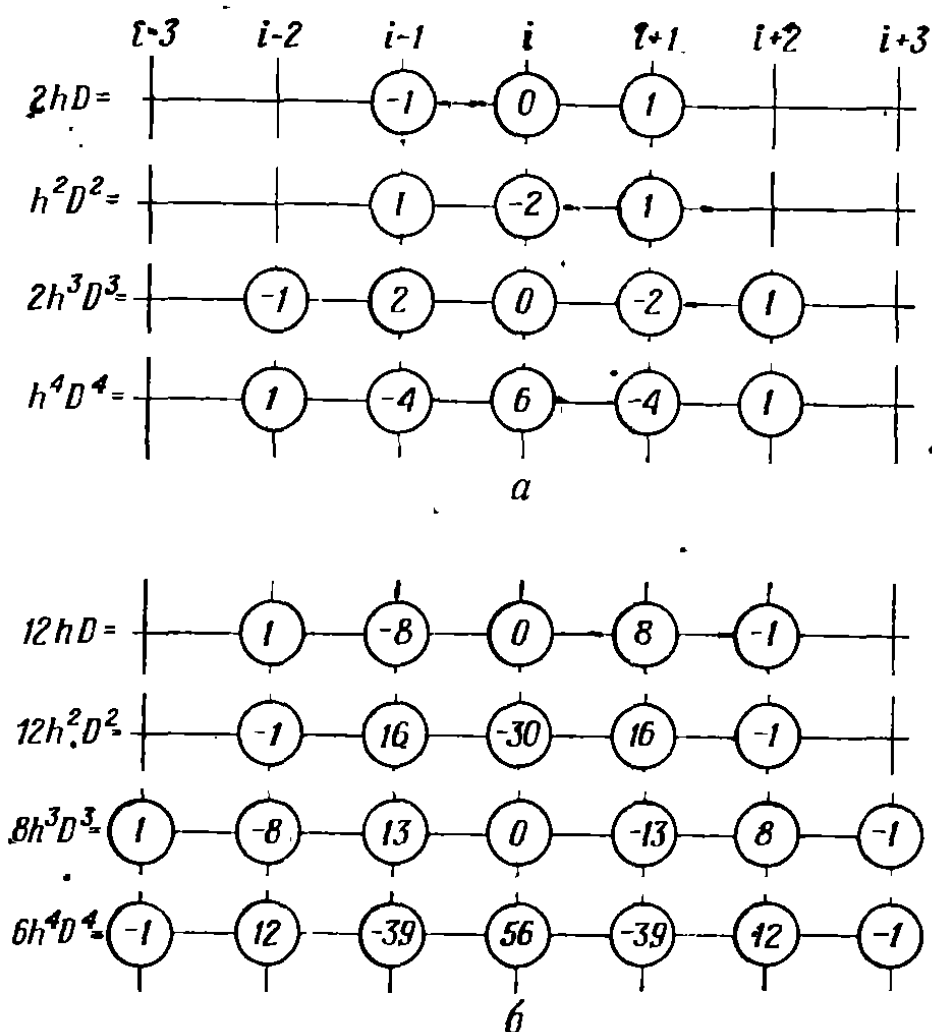 i-3 i-2 i-1 i i+1 i+2 i+3
2hD= -1 0 1
h²D²= 1 -2 1
2h³D³= -1 2 0 -2 1
h⁴D⁴= 1 -4 6 -4 1
а
12hD= 1 -8 0 8 -1
12h²D²= -1 16 -30 16 -1
8h³D³= 1 -8 13 0 -13 8 -1
6h⁴D⁴= -1 12 -39 56 -39 12 -1
б